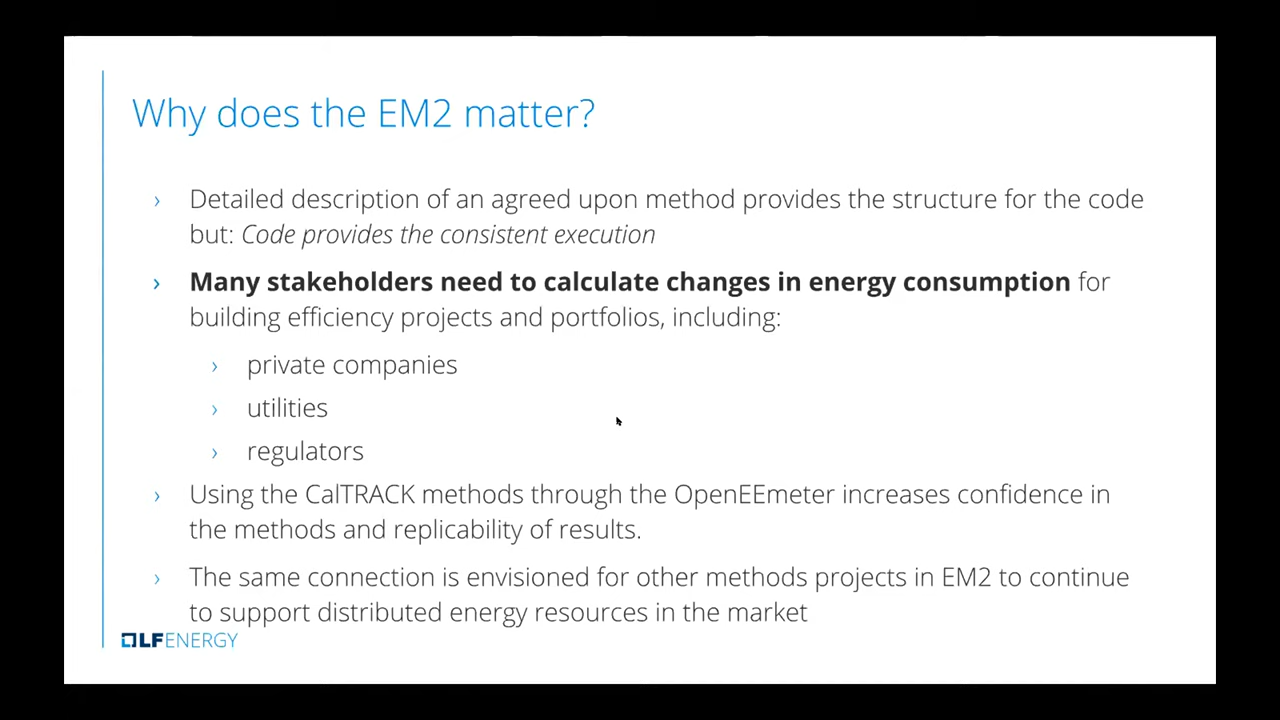 Why does the EM2 matter?
› Detailed description of an agreed upon method provides the structure for the code
but: Code provides the consistent execution
› Many stakeholders need to calculate changes in energy consumption for
building efficiency projects and portfolios, including:
› private companies
› utilities
› regulators
› Using the CalTRACK methods through the OpenEEmeter increases confidence in
the methods and replicability of results.
› The same connection is envisioned for other methods projects in EM2 to continue
to support distributed energy resources in the market
LFENERGY